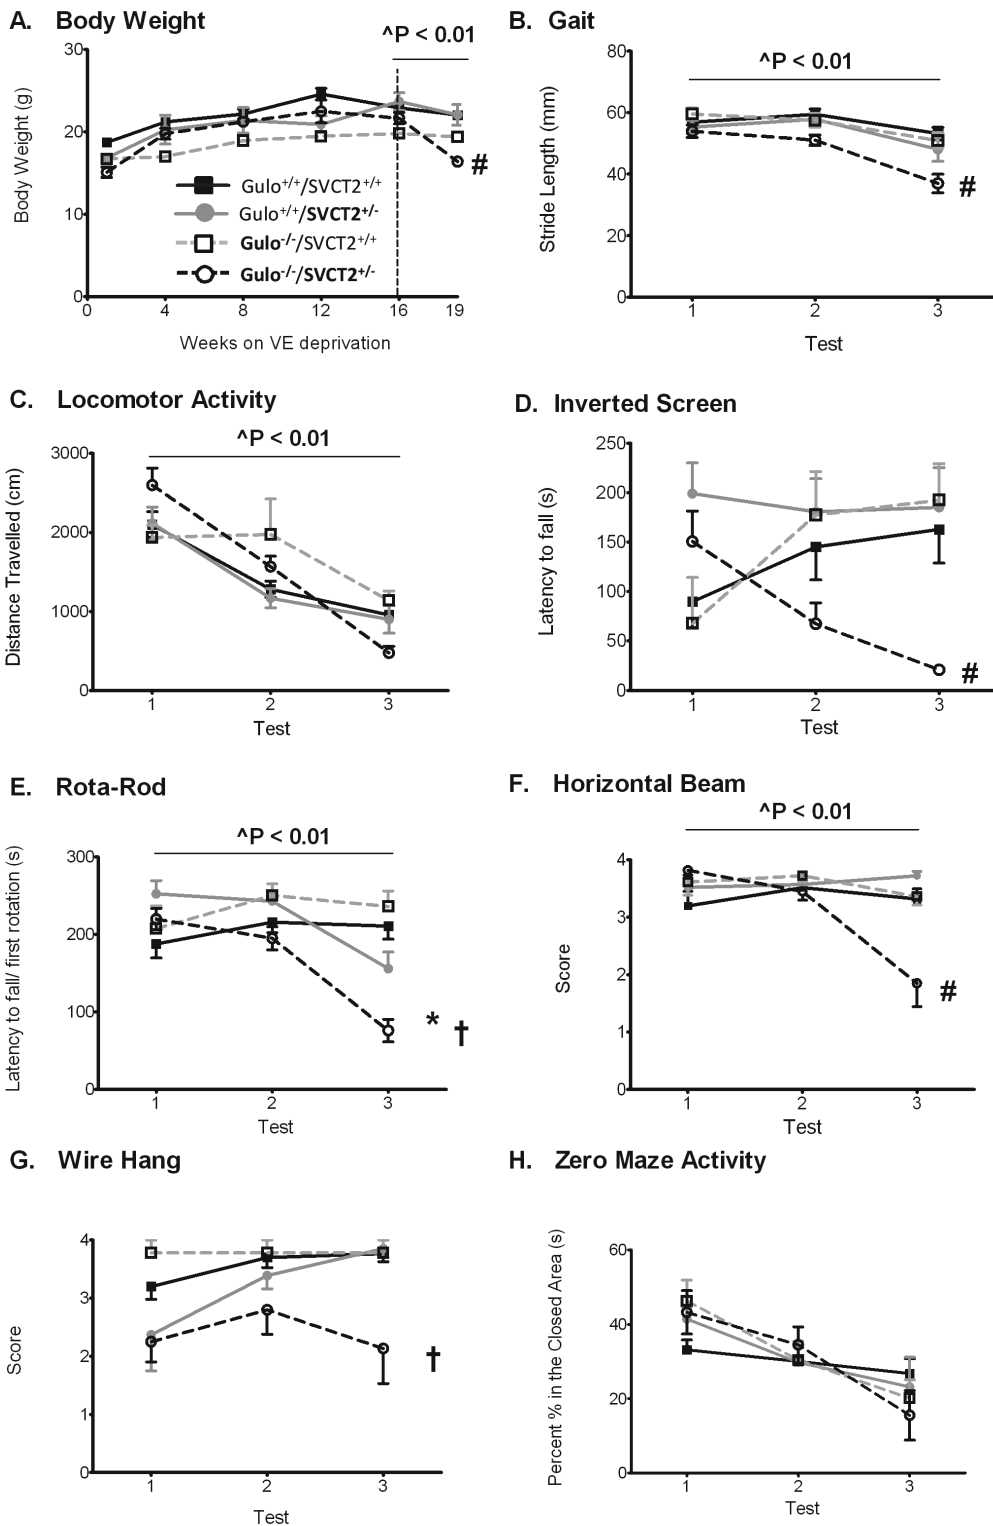 A. Body Weight
^P < 0.01
30
20
10
0
Body Weight (g)
#
Gulo+/+/SVCT2+/+
Gulo+/+/SVCT2+/-
Gulo-/-/SVCT2+/+
Gulo-/-/SVCT2+/-
0 4 8 12 16 19
Weeks on VE deprivation
B. Gait
^P < 0.01
80
60
40
20
0
Stride Length (mm)
#
1 2 3
Test
C. Locomotor Activity
^P < 0.01
3000
2000
1000
0
Distance Travelled (cm)
1 2 3
Test
D. Inverted Screen
250
200
150
100
50
0
Latency to fall (s)
#
1 2 3
Test
E. Rota-Rod
^P < 0.01
300
200
100
0
Latency to fall/ first rotation (s)
* †
1 2 3
Test
F. Horizontal Beam
^P < 0.01
4
3
2
1
0
Score
#
1 2 3
Test
G. Wire Hang
4
3
2
1
0
Score
†
1 2 3
Test
H. Zero Maze Activity
60
40
20
0
Percent % in the Closed Area (s)
1 2 3
Test